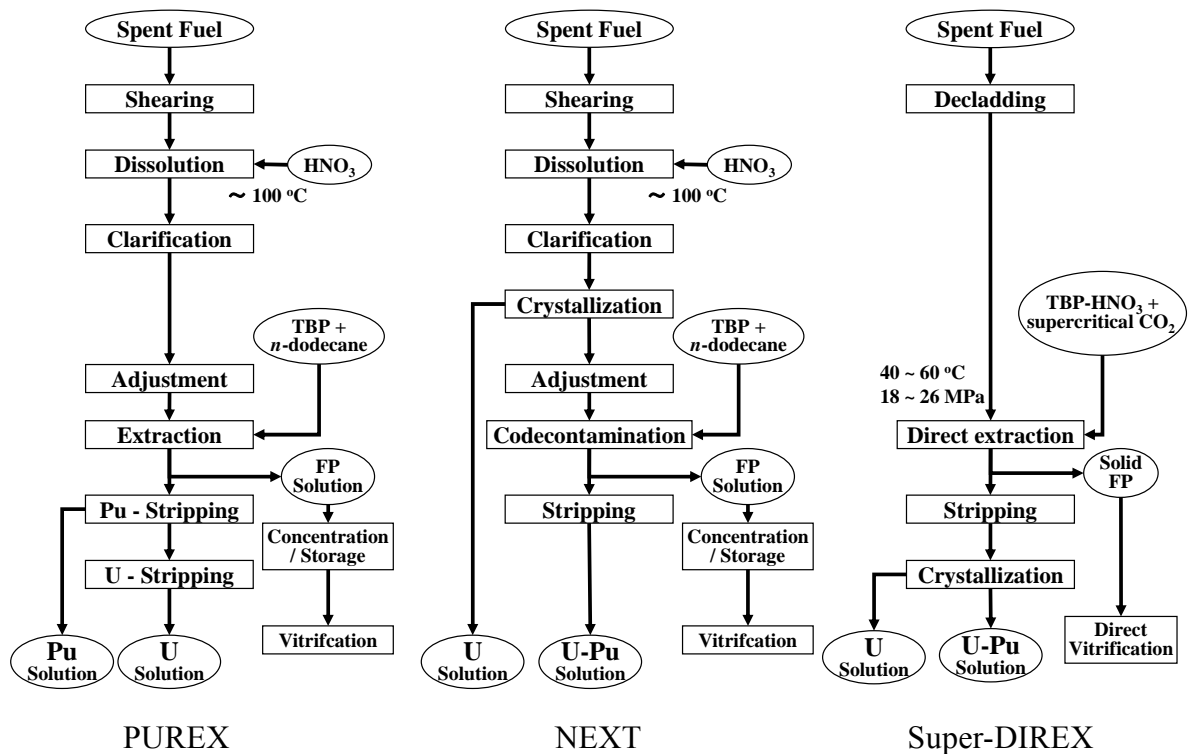 Spent Fuel
Shearing
Dissolution
HNO₃
~ 100 °C
Clarification
TBP +
n-dodecane
Adjustment
Extraction
FP
Solution
Pu - Stripping
Concentration
/ Storage
U - Stripping
Vitrifcation
Pu
Solution
U
Solution
PUREX
Spent Fuel
Shearing
Dissolution
HNO₃
~ 100 °C
Clarification
Crystallization
TBP +
n-dodecane
Adjustment
Codecontamination
FP
Solution
Stripping
Concentration
/ Storage
Vitrifcation
U
Solution
U-Pu
Solution
NEXT
Spent Fuel
Decladding
TBP-HNO₃ +
supercritical CO₂
40 ~ 60 °C
18 ~ 26 MPa
Direct extraction
Solid
FP
Stripping
Crystallization
Direct
Vitrification
U
Solution
U-Pu
Solution
Super-DIREX